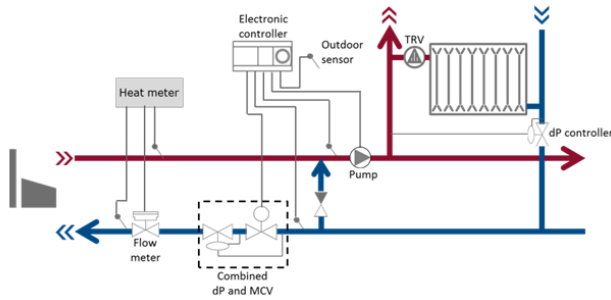 Electronic
controller
Outdoor
sensor
TRV
Heat meter
dP controller
Pump
Flow
meter
Combined
dP and MCV